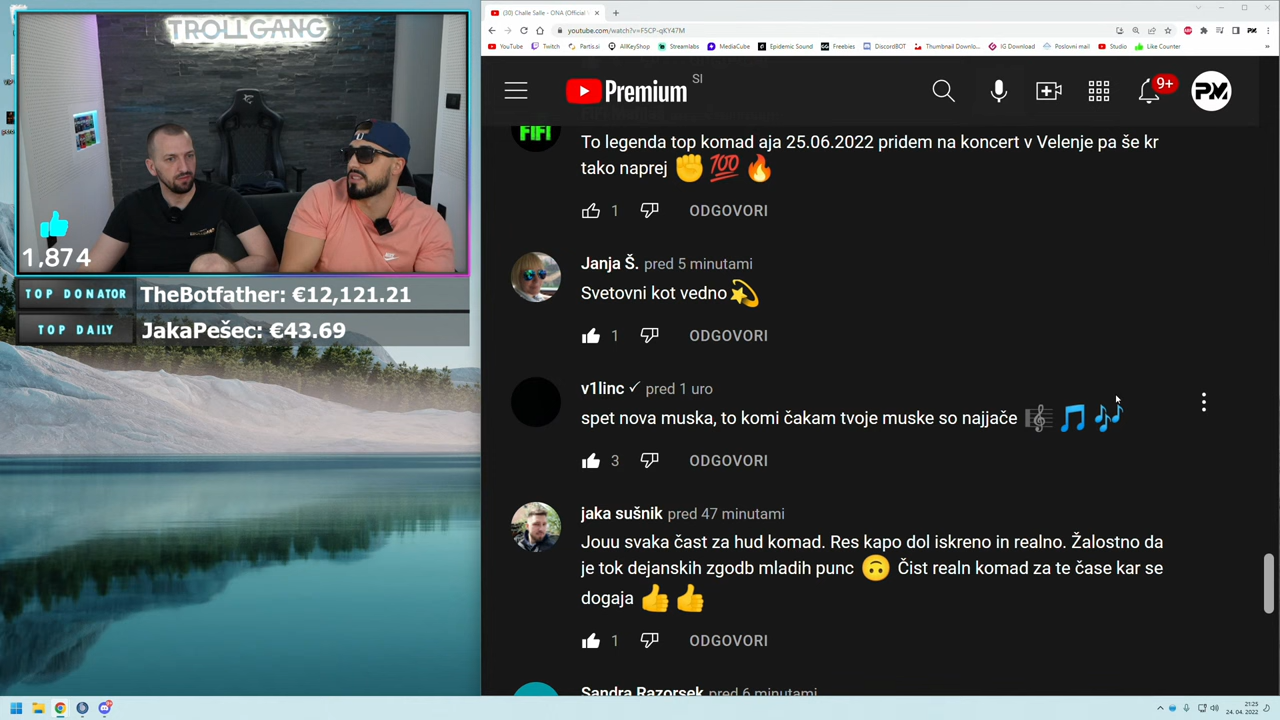 TROLLGANG
1,874
TOP DONATOR TheBotfather: €12,121.21
TOP DAILY JakaPešec: €43.69
(30) Challe Salle - ONA (Official
youtube.com/watch?v=F5CP-qKY47M
YouTube Twitch Partis.si AllKeyShop Streamlabs MediaCube Epidemic Sound Freebies DiscordBOT Thumbnail Downlo... IG Download Poslovni mail Studio Like Counter
Premium SI
9+
PM
FIFI
To legenda top komad aja 25.06.2022 pridem na koncert v Velenje pa še kr
tako naprej ✊💯🔥
1 ODGOVORI
Janja Š. pred 5 minutami
Svetovni kot vedno💫
1 ODGOVORI
v1linc ✓ pred 1 uro
spet nova muska, to komi čakam tvoje muske so najjače 🎼 🎵 🎶
3 ODGOVORI
jaka sušnik pred 47 minutami
Jouu svaka čast za hud komad. Res kapo dol iskreno in realno. Žalostno da
je tok dejanskih zgodb mladih punc 🙃 Čist realn komad za te čase kar se
dogaja 👍 👍
1 ODGOVORI
Sandra Razorsek pred 6 minutami
21:25
24. 04. 2022